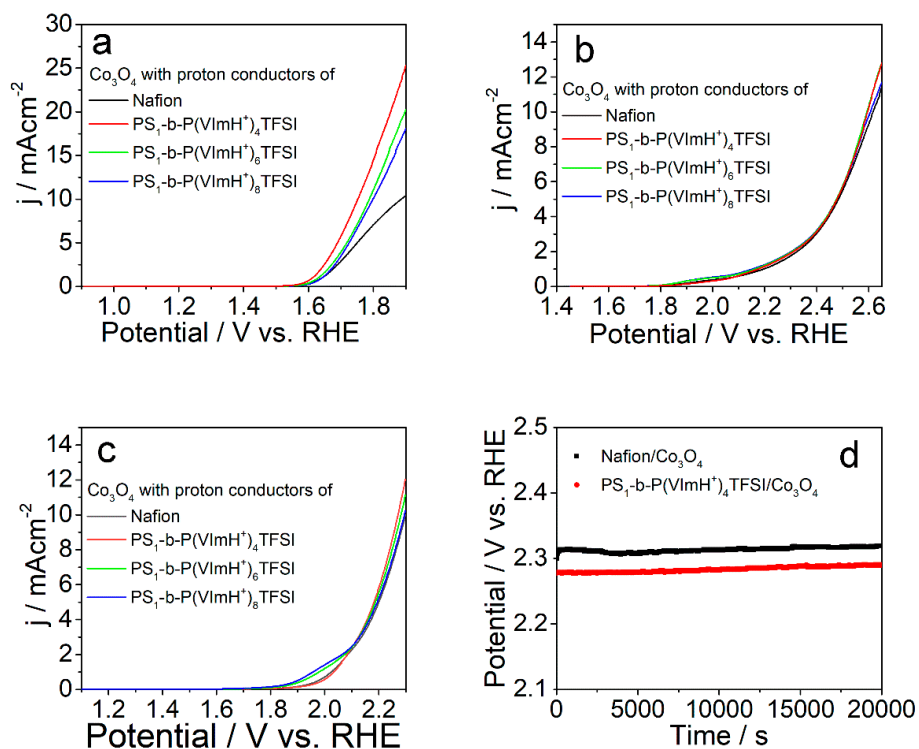 a
Co₃O₄ with proton conductors of
Nafion
PS₁-b-P(VImH⁺)₄TFSI
PS₁-b-P(VImH⁺)₆TFSI
PS₁-b-P(VImH⁺)₈TFSI
30
25
20
15
10
5
0
j / mAcm⁻²
1.0 1.2 1.4 1.6 1.8
Potential / V vs. RHE
b
Co₃O₄ with proton conductors of
Nafion
PS₁-b-P(VImH⁺)₄TFSI
PS₁-b-P(VImH⁺)₆TFSI
PS₁-b-P(VImH⁺)₈TFSI
14
12
10
8
6
4
2
0
j / mAcm⁻²
1.4 1.6 1.8 2.0 2.2 2.4 2.6
Potential / V vs. RHE
c
Co₃O₄ with proton conductors of
Nafion
PS₁-b-P(VImH⁺)₄TFSI
PS₁-b-P(VImH⁺)₆TFSI
PS₁-b-P(VImH⁺)₈TFSI
14
12
10
8
6
4
2
0
j / mAcm⁻²
1.2 1.4 1.6 1.8 2.0 2.2
Potential / V vs. RHE
d
Nafion/Co₃O₄
PS₁-b-P(VImH⁺)₄TFSI/Co₃O₄
2.5
2.4
2.3
2.2
2.1
Potential / V vs. RHE
0 5000 10000 15000 20000
Time / s